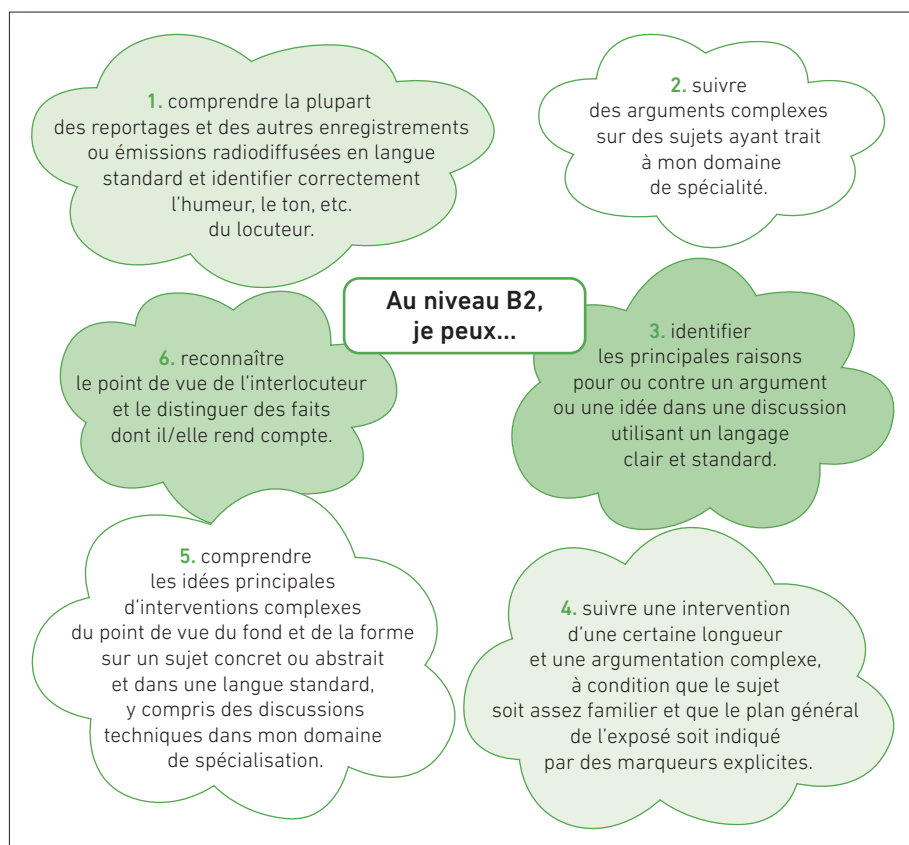 Au niveau B2,
je peux...
1. comprendre la plupart
des reportages et des autres enregistrements
ou émissions radiodiffusées en langue
standard et identifier correctement
l'humeur, le ton, etc.
du locuteur.
2. suivre
des arguments complexes
sur des sujets ayant trait
à mon domaine
de spécialité.
3. identifier
les principales raisons
pour ou contre un argument
ou une idée dans une discussion
utilisant un langage
clair et standard.
4. suivre une intervention
d'une certaine longueur
et une argumentation complexe,
à condition que le sujet
soit assez familier et que le plan général
de l'exposé soit indiqué
par des marqueurs explicites.
5. comprendre
les idées principales
d'interventions complexes
du point de vue du fond et de la forme
sur un sujet concret ou abstrait
et dans une langue standard,
y compris des discussions
techniques dans mon domaine
de spécialisation.
6. reconnaître
le point de vue de l'interlocuteur
et le distinguer des faits
dont il/elle rend compte.